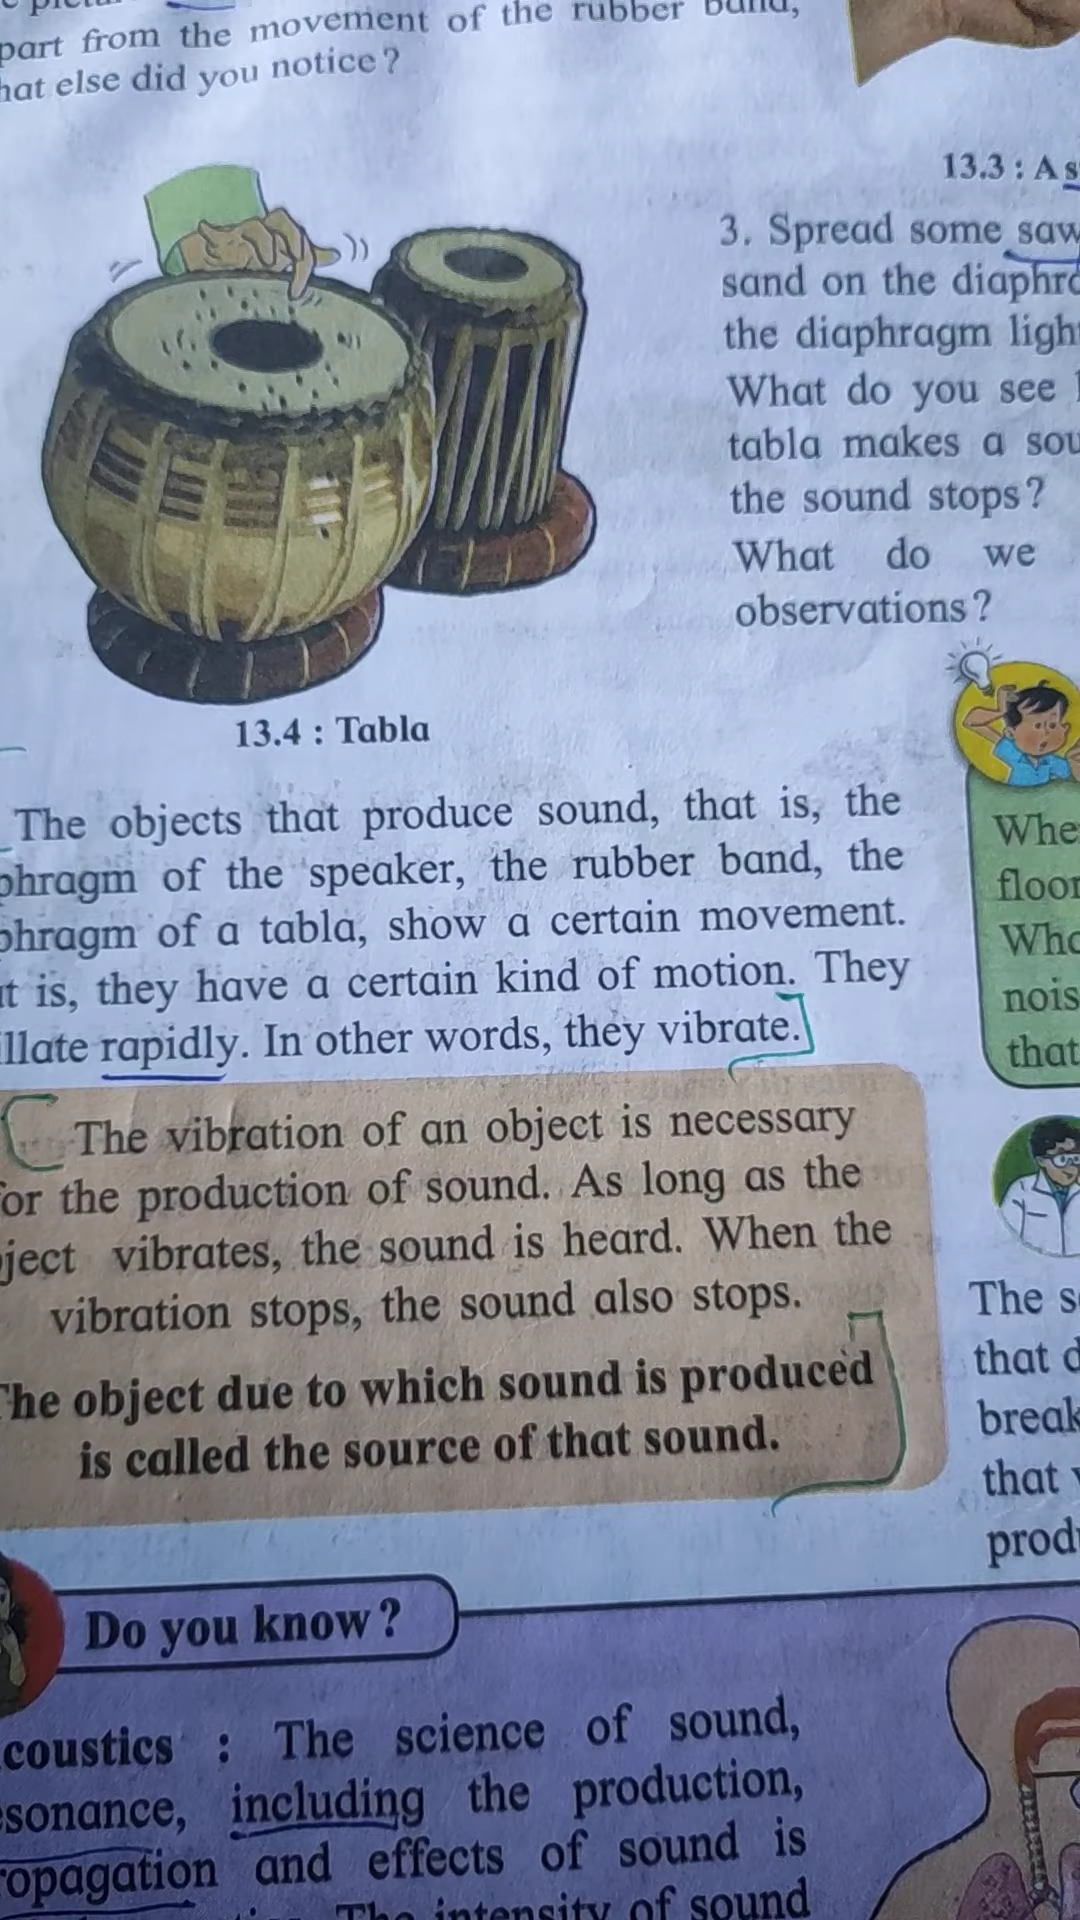 part from the movement of the rubber band,
hat else did you notice?
13.4 : Tabla
The objects that produce sound, that is, the
phragm of the speaker, the rubber band, the
phragm of a tabla, show a certain movement.
is, they have a certain kind of motion. They
illate rapidly. In other words, they vibrate.
The vibration of an object is necessary
for the production of sound. As long as the
ject vibrates, the sound is heard. When the
vibration stops, the sound also stops.
The object due to which sound is produced
is called the source of that sound.
Do you know?
coustics : The science of sound,
sonance, including the production,
ropagation and effects of sound is
The intensity of sound
13.3 : A s
3. Spread some saw
sand on the diaphra
the diaphragm ligh
What do you see
tabla makes a sou
the sound stops?
What do we
observations?
Whe
floor
Wha
nois
that
The s
that d
break
that
prod